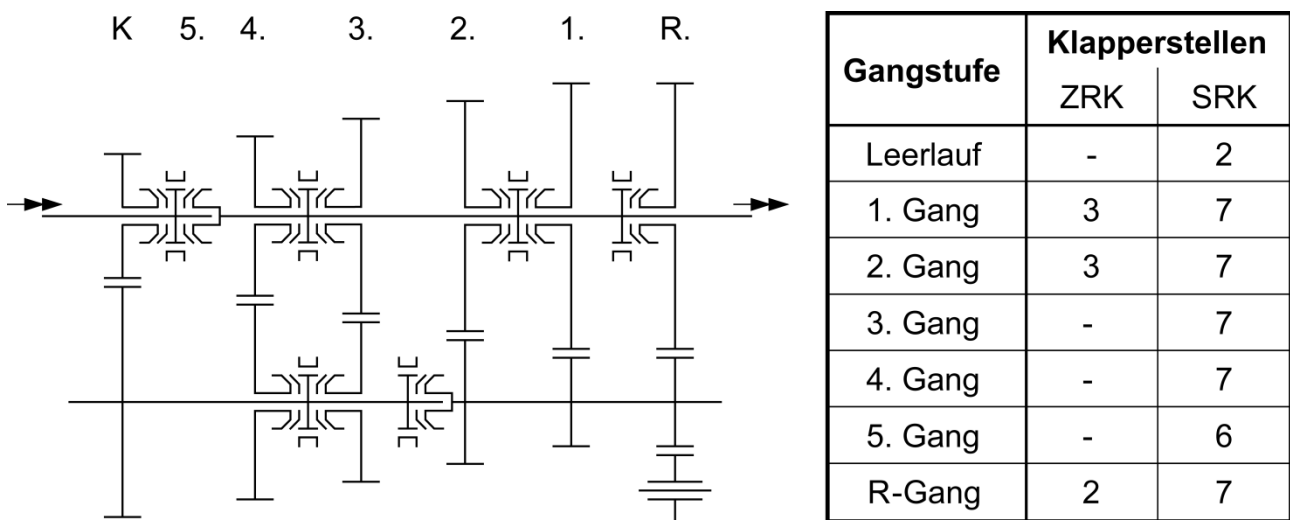 K 5. 4. 3. 2. 1. R.
Gangstufe Klapperstellen
ZRK SRK
Leerlauf - 2
1. Gang 3 7
2. Gang 3 7
3. Gang - 7
4. Gang - 7
5. Gang - 6
R-Gang 2 7